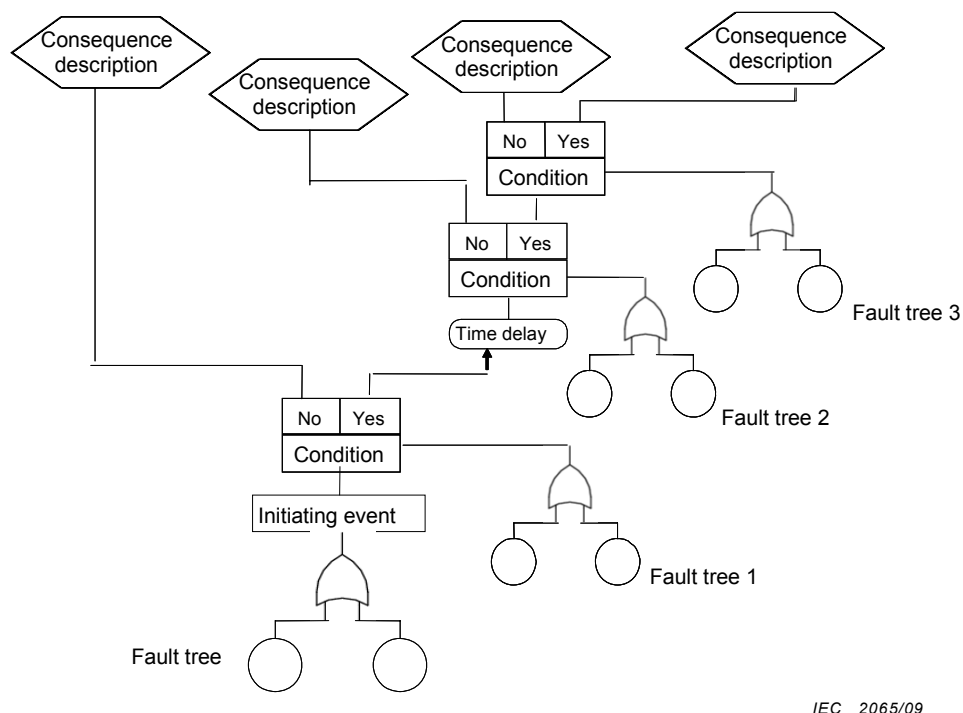 Consequence
description
Consequence
description
Consequence
description
Consequence
description
No Yes
Condition
No Yes
Condition
Fault tree 3
Time delay
Fault tree 2
No Yes
Condition
Initiating event
Fault tree 1
Fault tree
IEC 2065/09